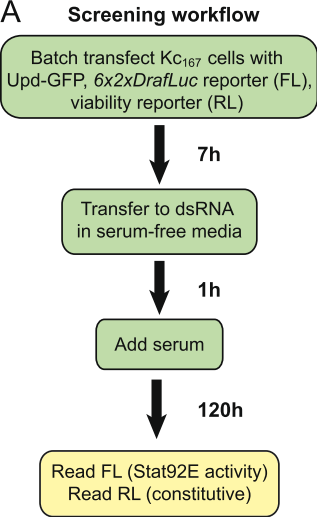 A
Screening workflow
Batch transfect Kc₁₆₇ cells with
Upd-GFP, 6x2xDrafLuc reporter (FL),
viability reporter (RL)
7h
Transfer to dsRNA
in serum-free media
1h
Add serum
120h
Read FL (Stat92E activity)
Read RL (constitutive)